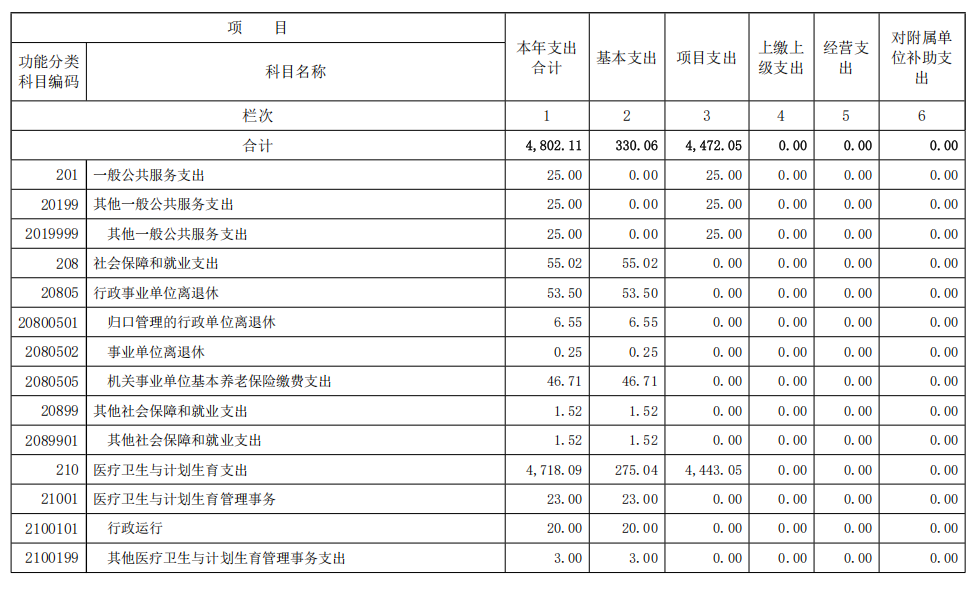 项 目
功能分类科目编码 科目名称 本年支出合计 基本支出 项目支出 上缴上级支出 经营支出 对附属单位补助支出
栏次 1 2 3 4 5 6
合计 4,802.11 330.06 4,472.05 0.00 0.00 0.00
201 一般公共服务支出 25.00 0.00 25.00 0.00 0.00 0.00
20199 其他一般公共服务支出 25.00 0.00 25.00 0.00 0.00 0.00
2019999 其他一般公共服务支出 25.00 0.00 25.00 0.00 0.00 0.00
208 社会保障和就业支出 55.02 55.02 0.00 0.00 0.00 0.00
20805 行政事业单位离退休 53.50 53.50 0.00 0.00 0.00 0.00
20800501 归口管理的行政单位离退休 6.55 6.55 0.00 0.00 0.00 0.00
2080502 事业单位离退休 0.25 0.25 0.00 0.00 0.00 0.00
2080505 机关事业单位基本养老保险缴费支出 46.71 46.71 0.00 0.00 0.00 0.00
20899 其他社会保障和就业支出 1.52 1.52 0.00 0.00 0.00 0.00
2089901 其他社会保障和就业支出 1.52 1.52 0.00 0.00 0.00 0.00
210 医疗卫生与计划生育支出 4,718.09 275.04 4,443.05 0.00 0.00 0.00
21001 医疗卫生与计划生育管理事务 23.00 23.00 0.00 0.00 0.00 0.00
2100101 行政运行 20.00 20.00 0.00 0.00 0.00 0.00
2100199 其他医疗卫生与计划生育管理事务支出 3.00 3.00 0.00 0.00 0.00 0.00